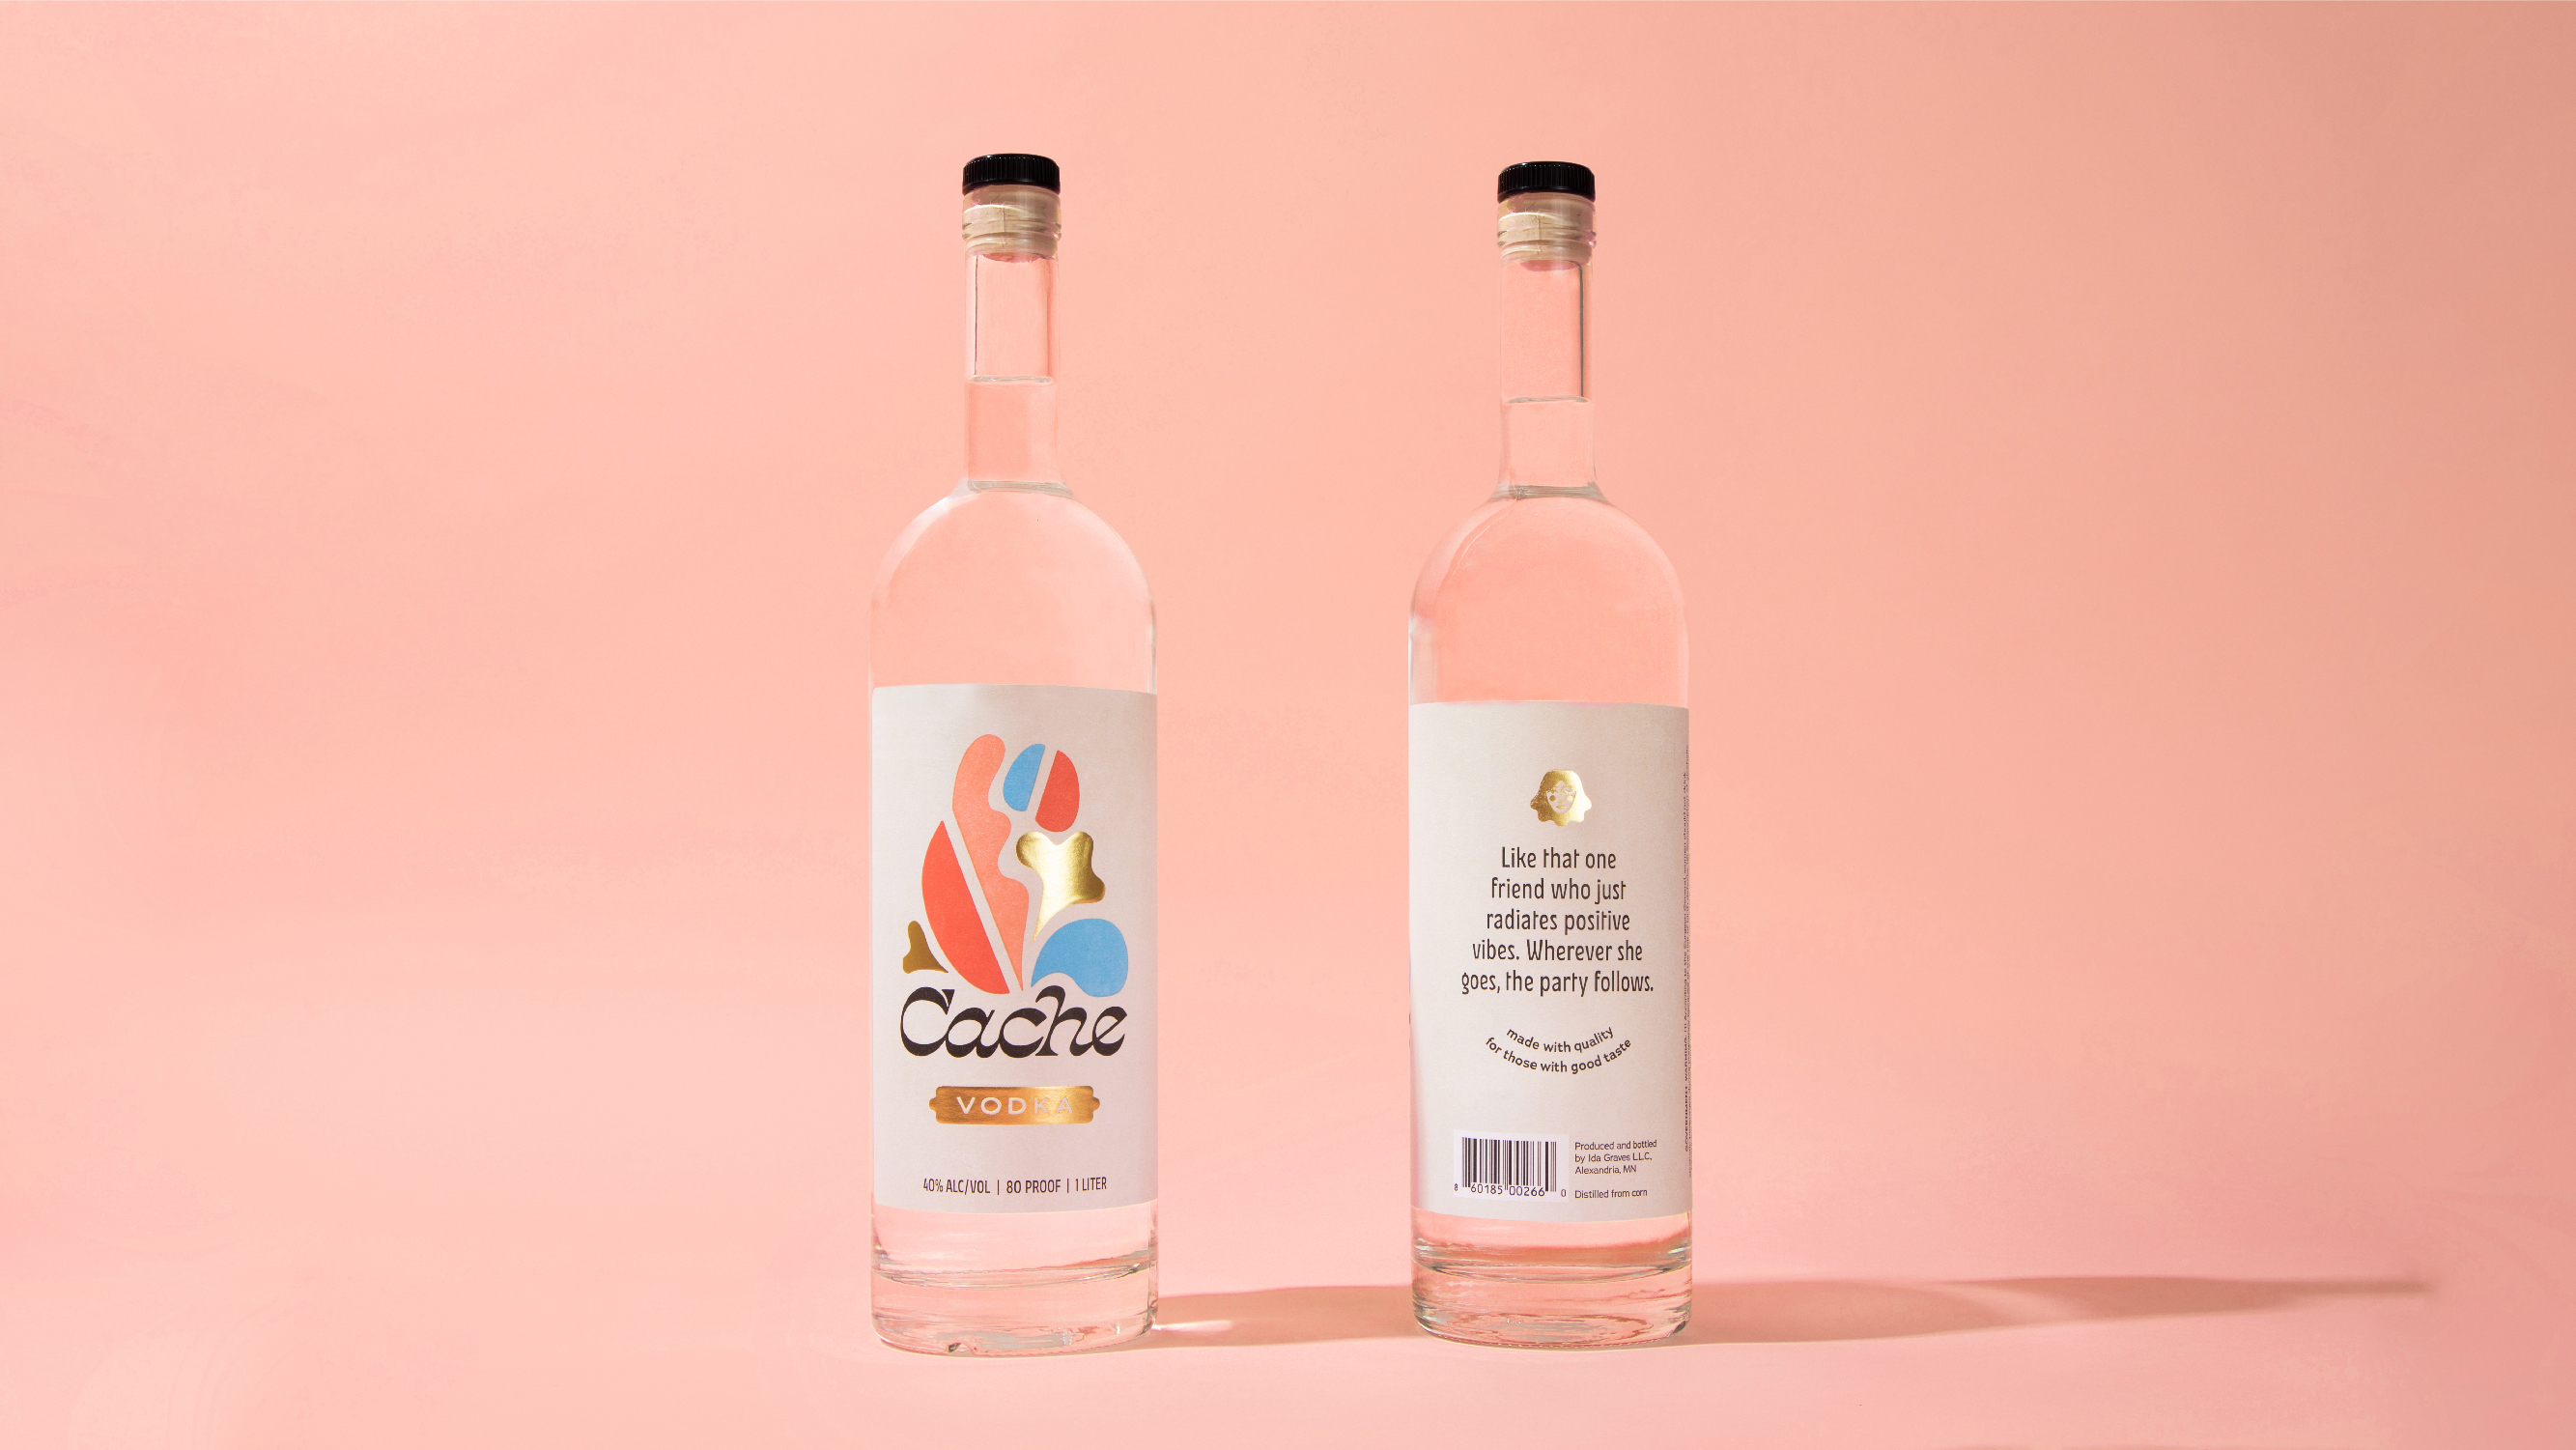 Cache
VODKA
40% ALC/VOL | 80 PROOF | 1 LITER
Like that one
friend who just
radiates positive
vibes. Wherever she
goes, the party follows.
made with quality
for those with good taste
Produced and bottled
by Ida Graves L.L.C.
Alexandria, MN
Distilled from corn
8 60185 00266 0